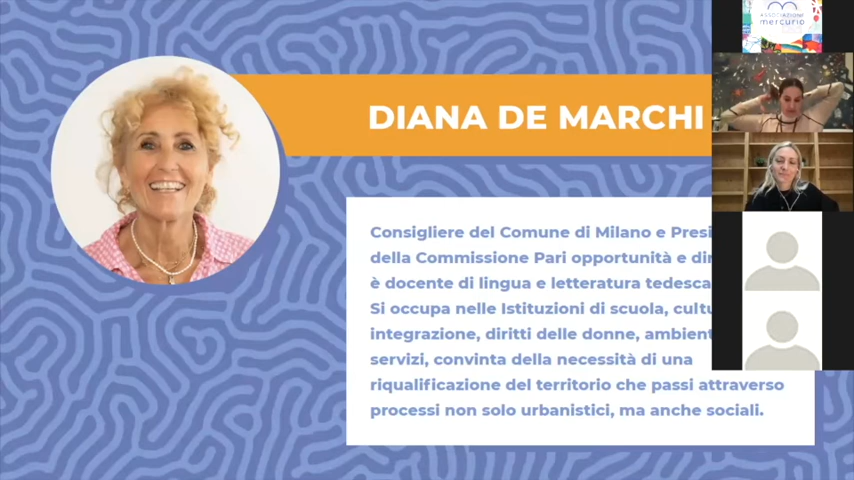 DIANA DE MARCHI
ASSOCIAZIONE
mercurio
Consigliere del Comune di Milano e Presi
della Commissione Pari opportunità e dir
è docente di lingua e letteratura tedesca
Si occupa nelle Istituzioni di scuola, cultu
integrazione, diritti delle donne, ambient
servizi, convinta della necessità di una
riqualificazione del territorio che passi attraverso
processi non solo urbanistici, ma anche sociali.